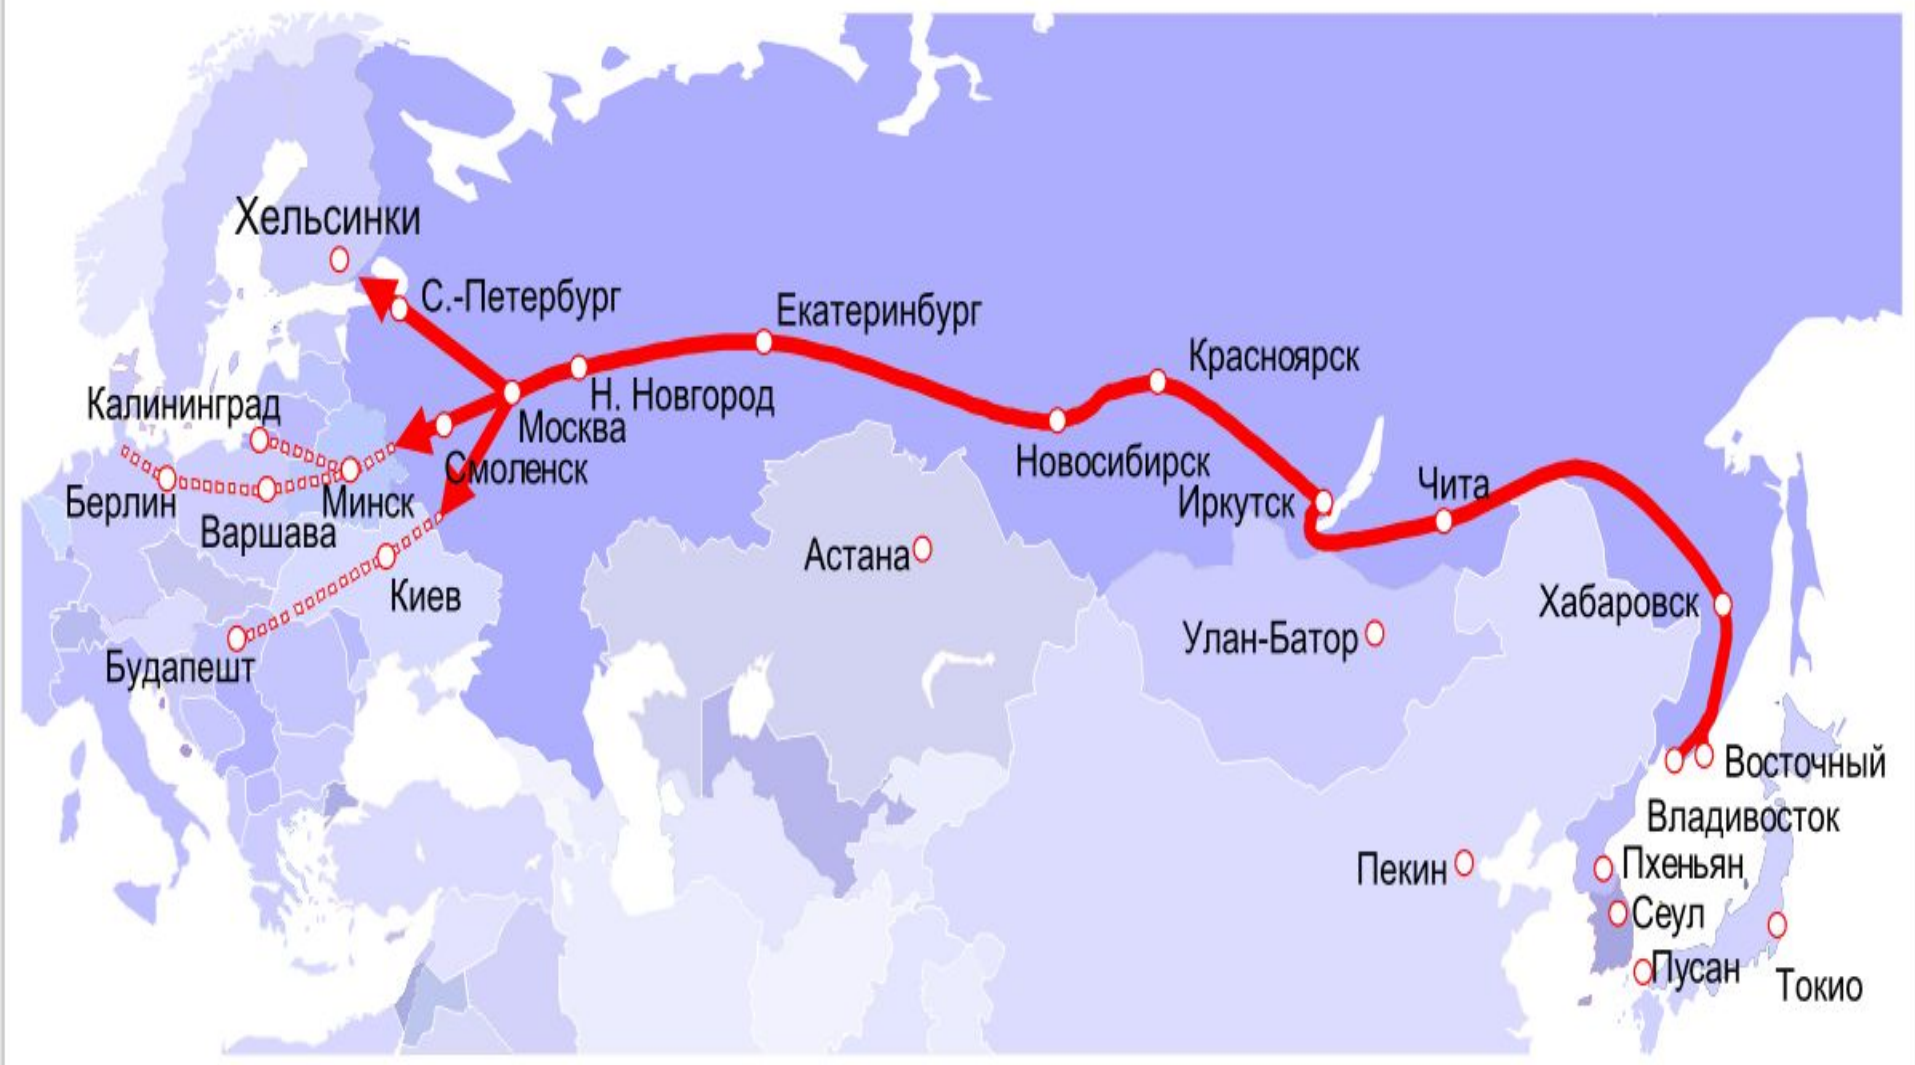 Хельсинки
С.-Петербург
Екатеринбург
Красноярск
Калининград
Н. Новгород
Москва
Смоленск
Новосибирск
Чита
Берлин
Минск
Иркутск
Варшава
Астана
Киев
Хабаровск
Улан-Батор
Будапешт
Восточный
Владивосток
Пекин
Пхеньян
Сеул
Пусан
Токио